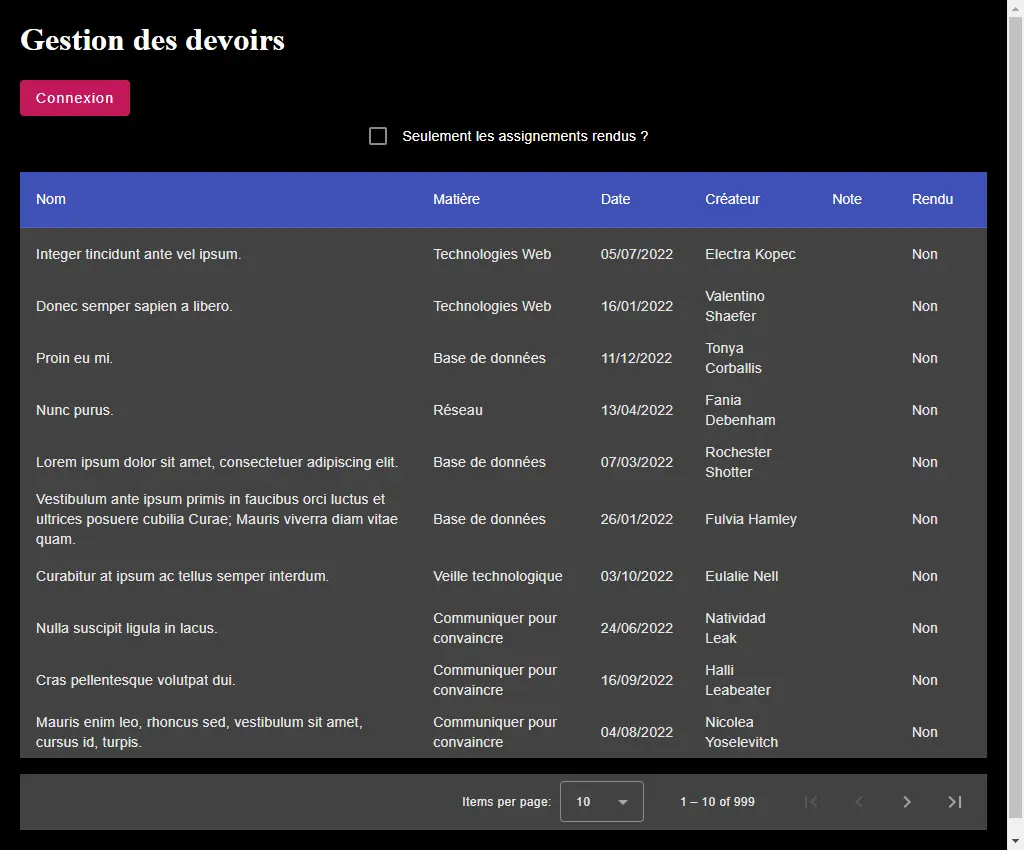 Gestion des devoirs
Connexion
Seulement les assignements rendus ?
Nom Matière Date Créateur Note Rendu
Integer tincidunt ante vel ipsum. Technologies Web 05/07/2022 Electra Kopec Non
Donec semper sapien a libero. Technologies Web 16/01/2022 Valentino Shaefer Non
Proin eu mi. Base de données 11/12/2022 Tonya Corballis Non
Nunc purus. Réseau 13/04/2022 Fania Debenham Non
Lorem ipsum dolor sit amet, consectetuer adipiscing elit. Base de données 07/03/2022 Rochester Shotter Non
Vestibulum ante ipsum primis in faucibus orci luctus et
ultrices posuere cubilia Curae; Mauris viverra diam vitae
quam. Base de données 26/01/2022 Fulvia Hamley Non
Curabitur at ipsum ac tellus semper interdum. Veille technologique 03/10/2022 Eulalie Nell Non
Nulla suscipit ligula in lacus. Communiquer pour convaincre 24/06/2022 Natividad Leak Non
Cras pellentesque volutpat dui. Communiquer pour convaincre 16/09/2022 Halli Leabeater Non
Mauris enim leo, rhoncus sed, vestibulum sit amet,
cursus id, turpis. Communiquer pour convaincre 04/08/2022 Nicolea Yoselevitch Non
Items per page: 10 1 – 10 of 999